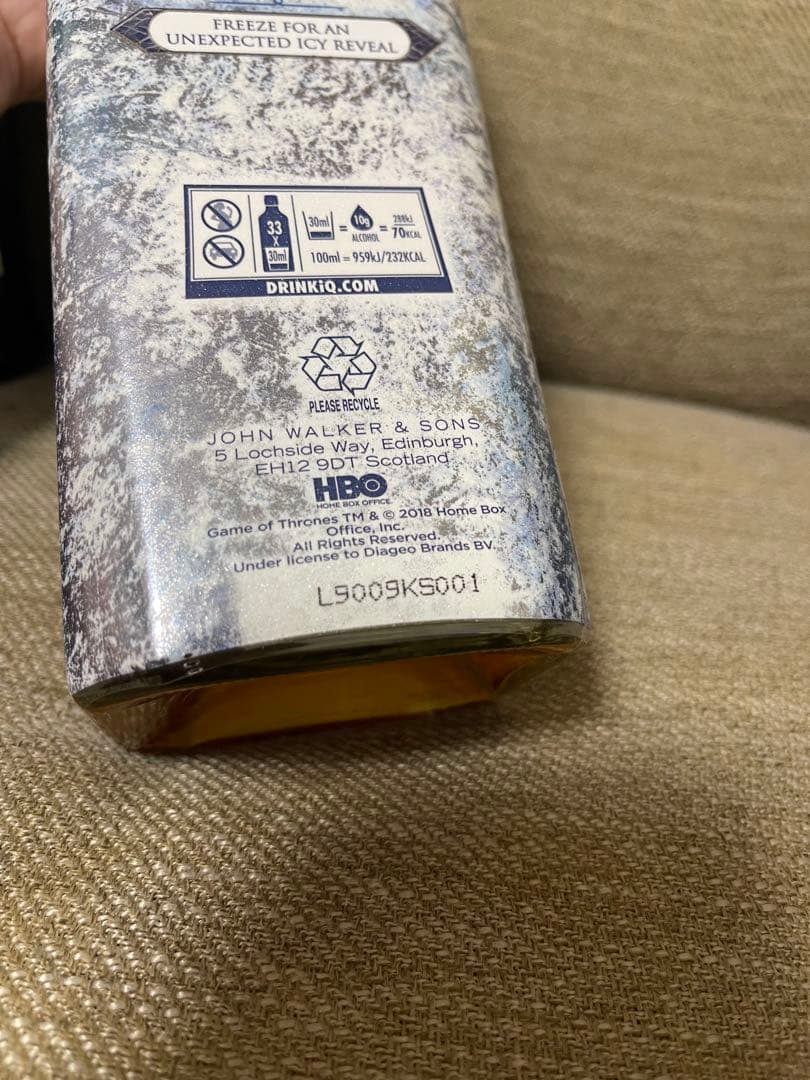 FREEZE FOR AN
UNEXPECTED ICY REVEAL
33
X
30ml
30ml
=
10g
ALCOHOL
=
288kJ
70KCAL
100ml = 959kJ/232KCAL
DRINKiQ.COM
PLEASE RECYCLE
JOHN WALKER & SONS
5 Lochside Way, Edinburgh,
EH12 9DT Scotland
HBO
HOME BOX OFFICE
Game of Thrones TM & © 2018 Home Box
Office, Inc.
All Rights Reserved.
Under license to Diageo Brands BV.
L9009KS001